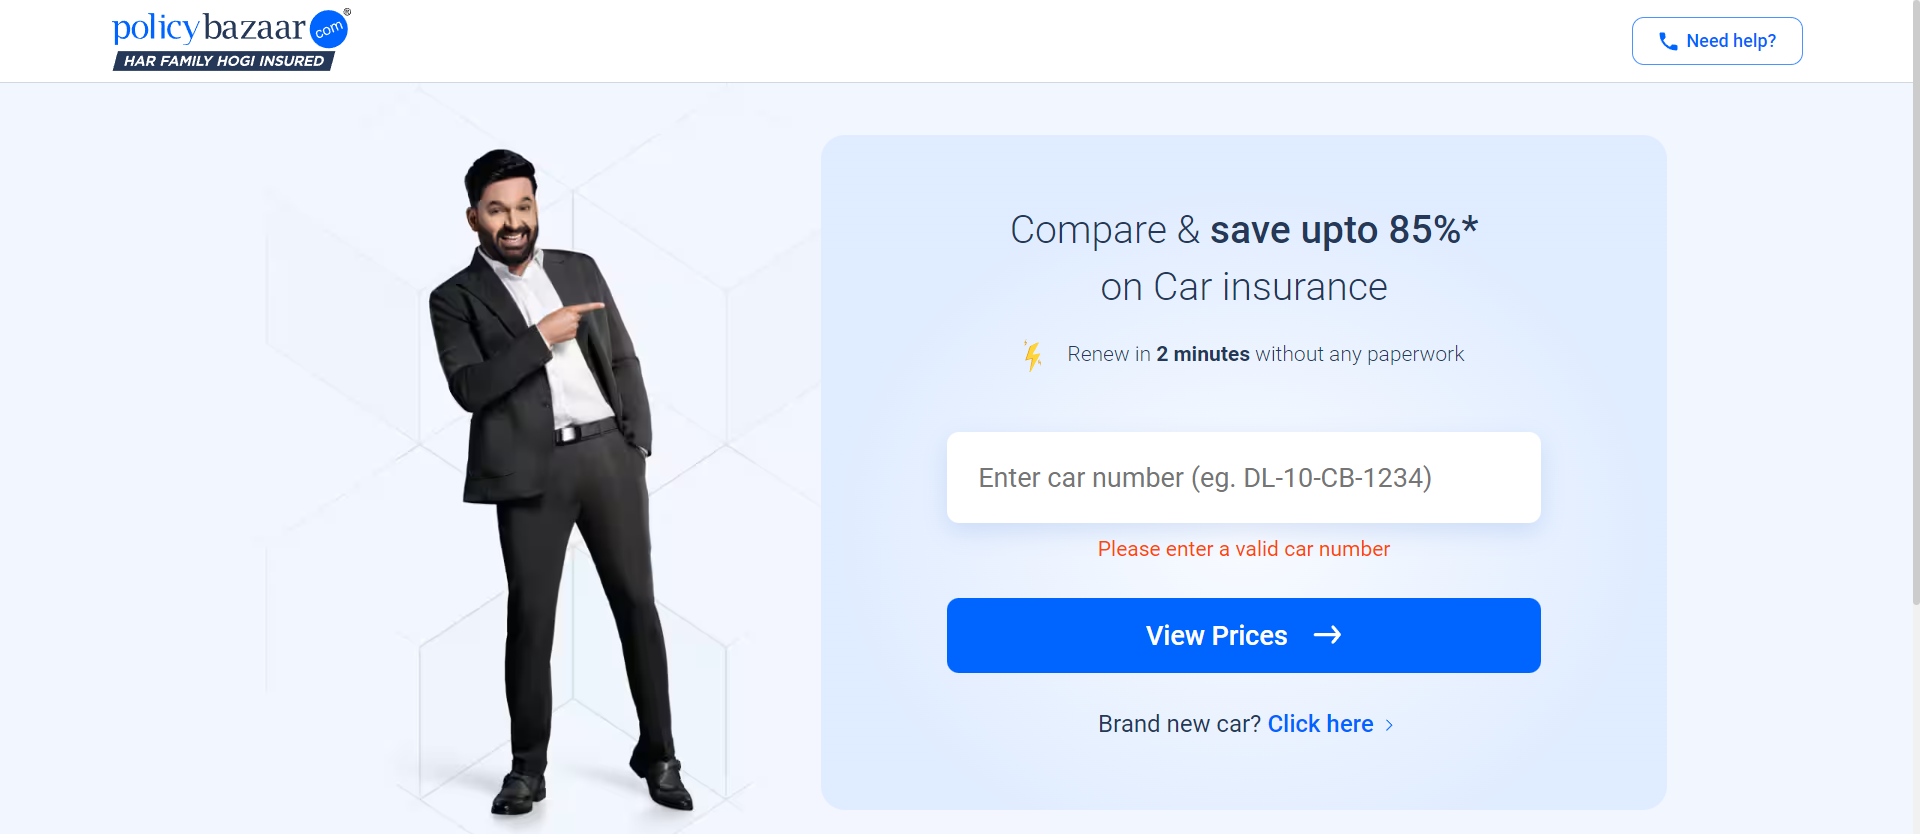 policybazaar com ®
HAR FAMILY HOGI INSURED
Need help?
Compare & save upto 85%*
on Car insurance
Renew in 2 minutes without any paperwork
Enter car number (eg. DL-10-CB-1234)
Please enter a valid car number
View Prices →
Brand new car? Click here >